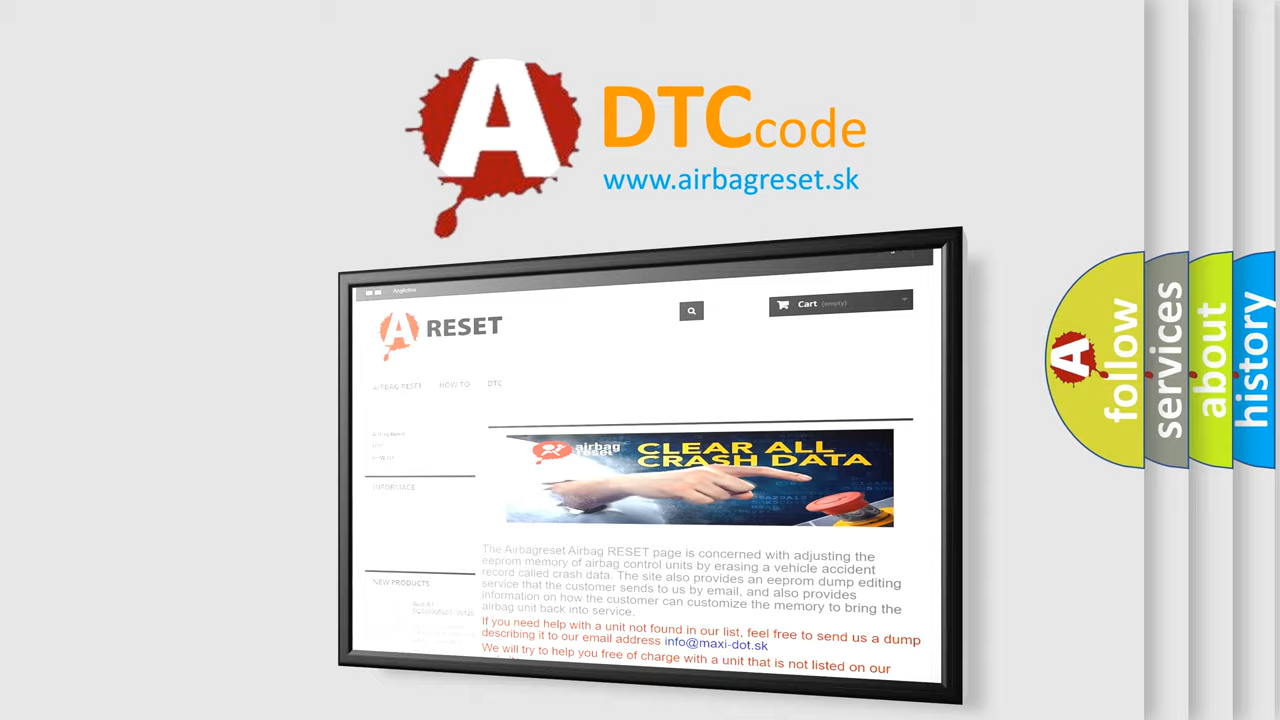 A
DTC code
www.airbagreset.sk
Angličtina
A RESET
Cart (empty)
AIRBAG RESET HOW TO DTC
airbag
reset
CLEAR ALL
CRASH DATA
INFORMACE
The Airbagreset Airbag RESET page is concerned with adjusting the
eeprom memory of airbag control units by erasing a vehicle accident
record called crash data. The site also provides an eeprom dump editing
service that the customer sends to us by email, and also provides
information on how the customer can customize the memory to bring the
airbag unit back into service.
NEW PRODUCTS
If you need help with a unit not found in our list, feel free to send us a dump
describing it to our email address info@maxi-dot.sk
We will try to help you free of charge with a unit that is not listed on our
A
follow
services
about
history